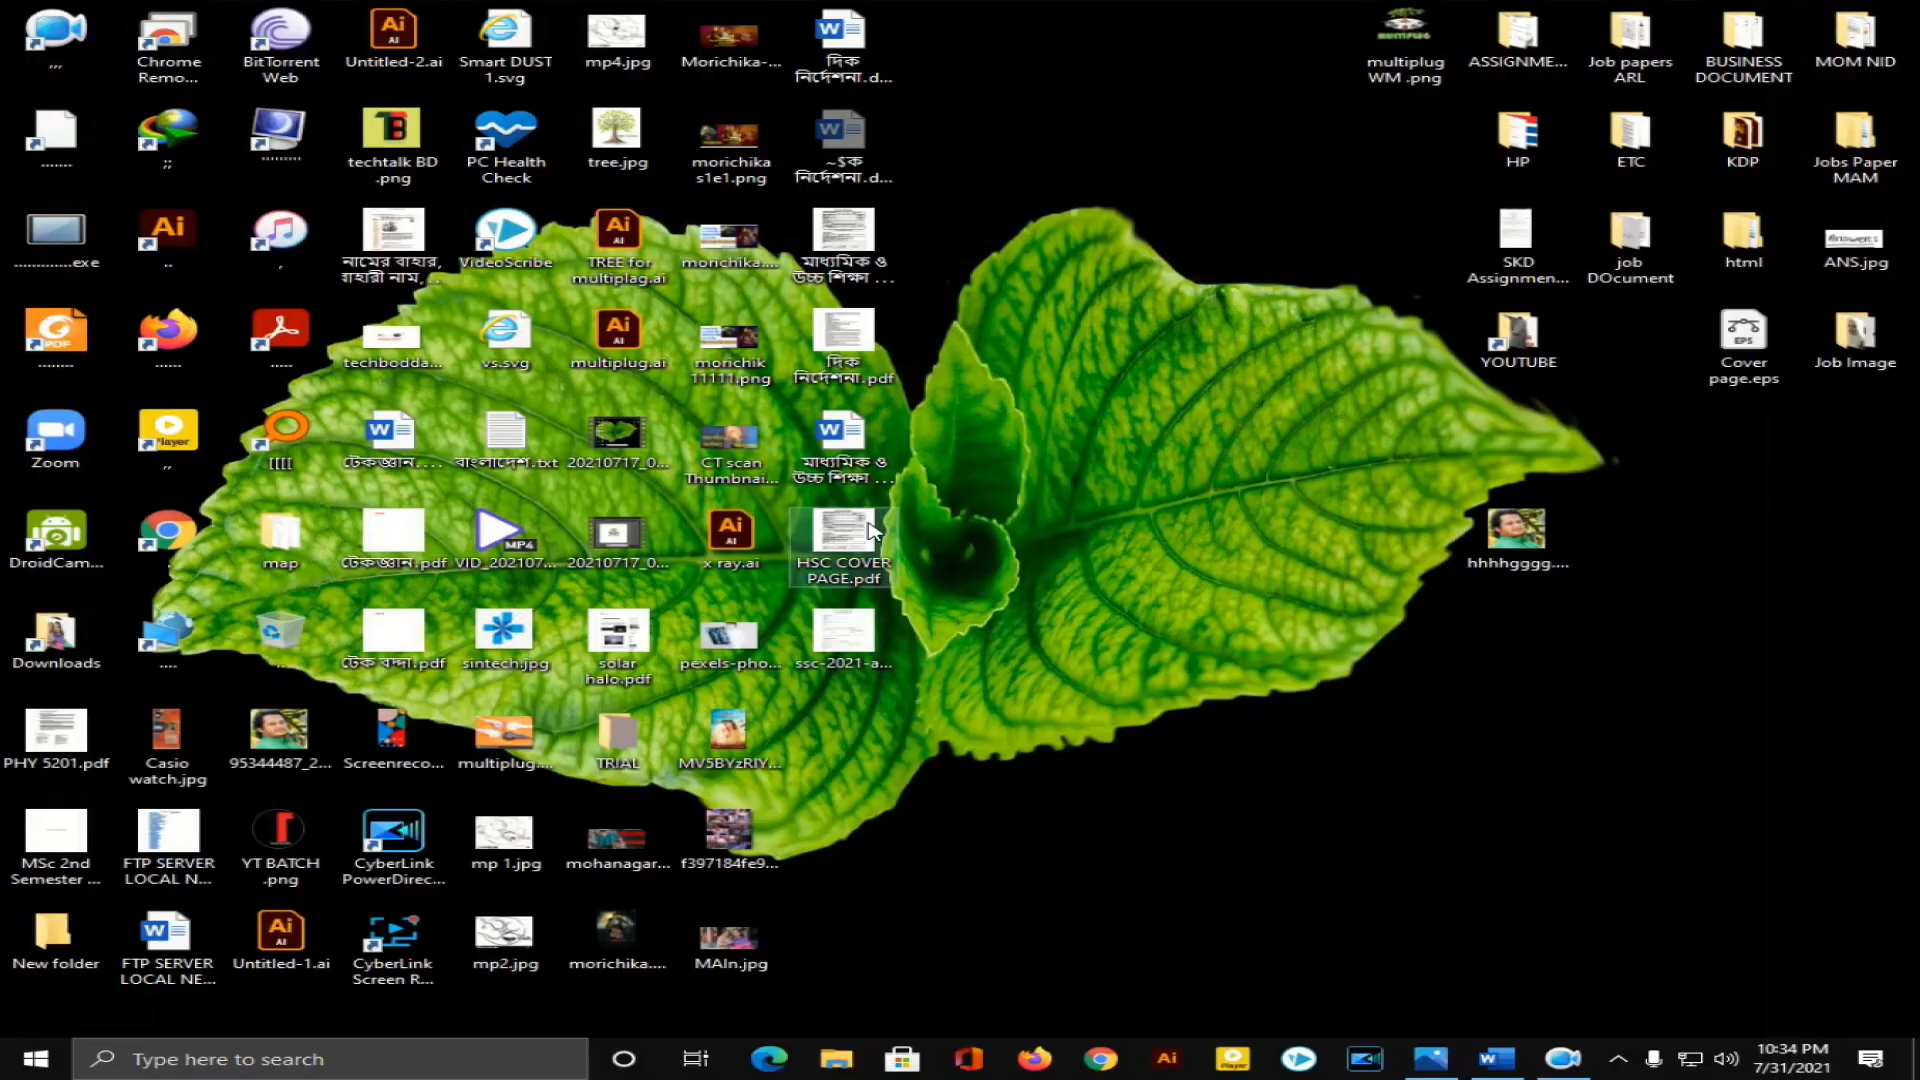 ,,,
Chrome
Remo...
BitTorrent
Web
Untitled-2.ai
Smart DUST
1.svg
mp4.jpg
Morichika-...
দিক
নির্দেশনা.d...
multiplug
WM .png
ASSIGNME...
Job papers
ARL
BUSINESS
DOCUMENT
MOM NID
.......
;;
techtalk BD
.png
PC Health
Check
tree.jpg
morichika
s1e1.png
~$ক
নির্দেশনা.d...
HP
ETC
KDP
Jobs Paper
MAM
..............exe
..
,
নামের বাহার,
বাহারী নাম,...
VideoScribe
TREE for
multiplag.ai
morichika....
মাধ্যমিক ও
উচ্চ শিক্ষা ...
SKD
Assignmen...
job
DOcument
html
ANS.jpg
........
......
.....
techbodda...
vs.svg
multiplug.ai
morichik
11111.png
দিক
নির্দেশনা.pdf
YOUTUBE
Cover
page.eps
Job Image
Zoom
,,
[[[[
টেকজ্ঞান....
বাংলাদেশ.txt
20210717_0...
CT scan
Thumbnai...
মাধ্যমিক ও
উচ্চ শিক্ষা ...
DroidCam...
.
map
টেকজ্ঞান.pdf
VID_202107...
20210717_0...
x ray.ai
HSC COVER
PAGE.pdf
hhhhgggg....
Downloads
....
..
টেক বদ্দা.pdf
sintech.jpg
solar
halo.pdf
pexels-pho...
ssc-2021-a...
PHY 5201.pdf
Casio
watch.jpg
95344487_2...
Screenreco...
multiplug....
TRIAL
MV5BYzRIY...
MSc 2nd
Semester ...
FTP SERVER
LOCAL N...
YT BATCH
.png
CyberLink
PowerDirec...
mp 1.jpg
mohanagar...
f397184fe9...
New folder
FTP SERVER
LOCAL NE...
Untitled-1.ai
CyberLink
Screen R...
mp2.jpg
morichika....
MAIn.jpg
Type here to search
10:34 PM
7/31/2021